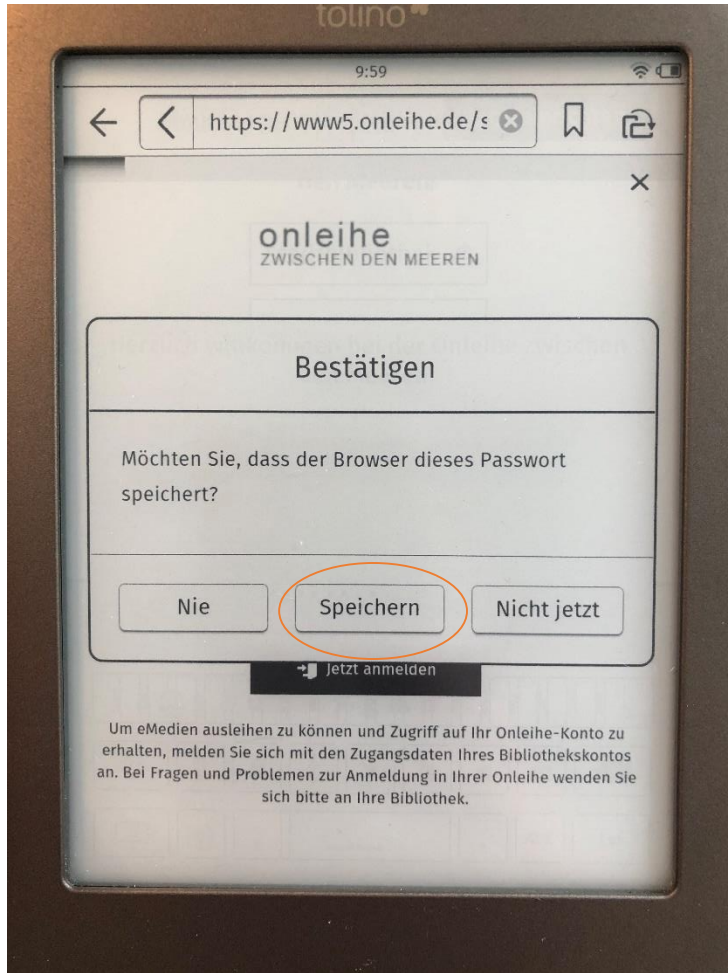 tolino
9:59
https://www5.onleihe.de/s
onleihe
ZWISCHEN DEN MEEREN
Bestätigen
Möchten Sie, dass der Browser dieses Passwort
speichert?
Nie
Speichern
Nicht jetzt
Jetzt anmelden
Um eMedien ausleihen zu können und Zugriff auf Ihr Onleihe-Konto zu
erhalten, melden Sie sich mit den Zugangsdaten Ihres Bibliothekskontos
an. Bei Fragen und Problemen zur Anmeldung in Ihrer Onleihe wenden Sie
sich bitte an Ihre Bibliothek.